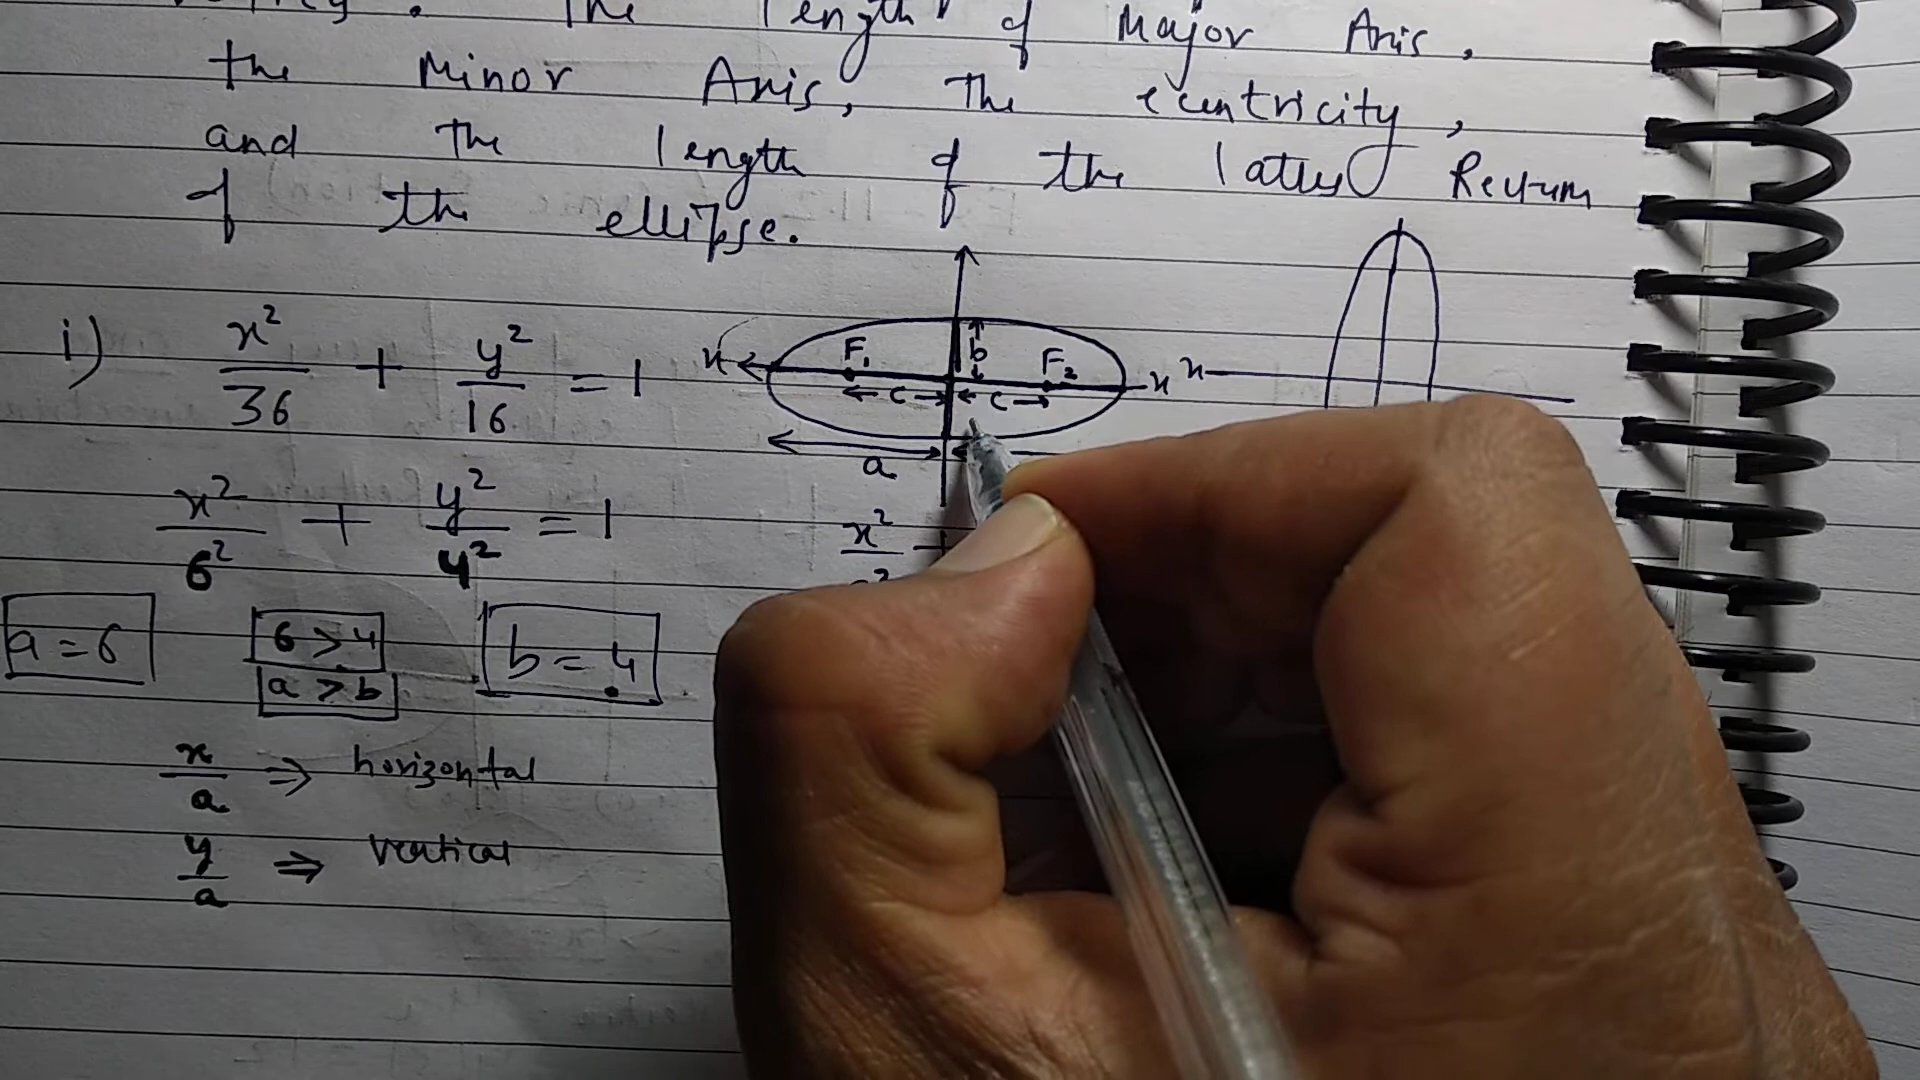 The length of Major Axis,
the Minor Axis, The eccentricity,
and the length of the latus Rectum
of the ellipse.
i) x²/36 + y²/16 = 1
x F₁ b F₂ x x
← c → ← c →
a
x²/6² + y²/4² = 1
x² +
a = 6 6 > 4 b = 4
a > b
x/a ⇒ horizontal
y/a ⇒ vertical